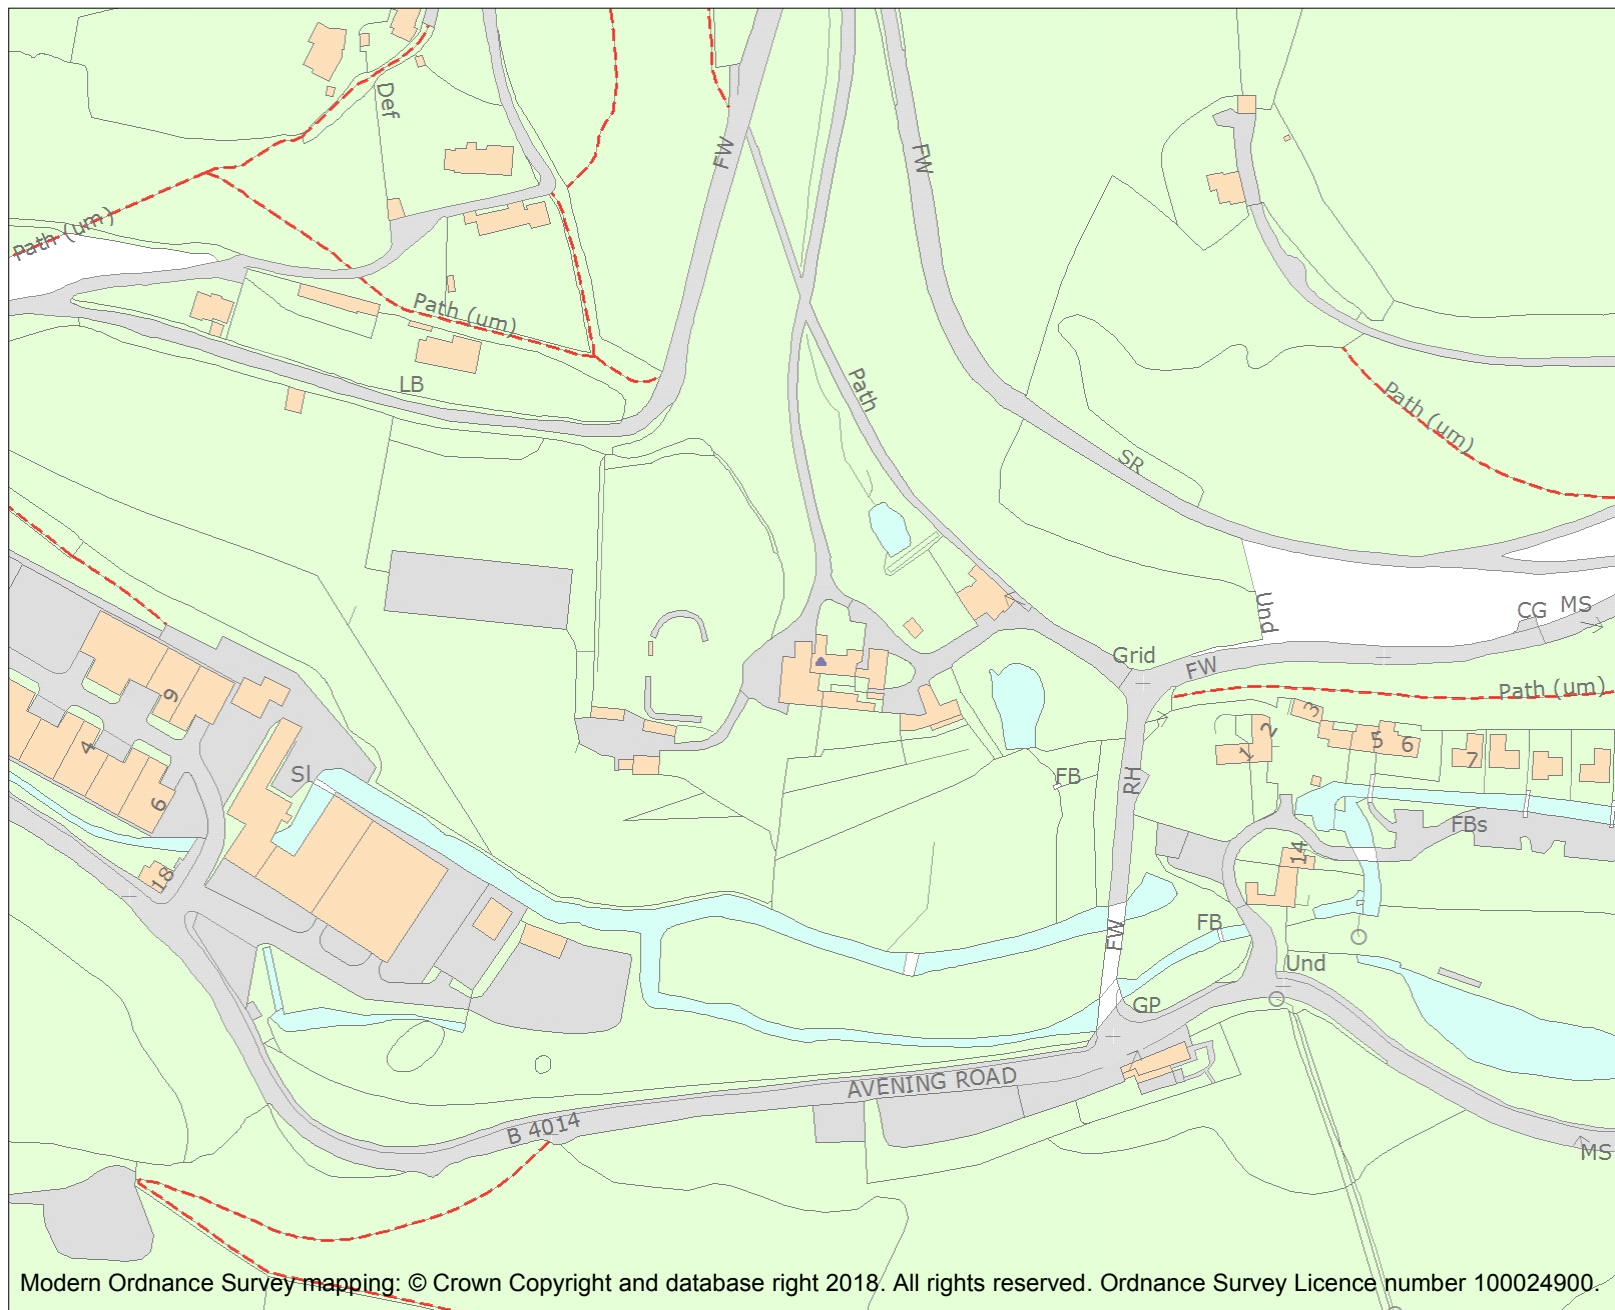 Def
FW
FW
Path (um)
Path (um)
LB
Path
Path (um)
SR
Und
CG
MS
Grid
FW
Path (um)
9
4
6
Sl
18
3
2
1
5
6
7
FB
RH
FBs
14
FW
FB
Und
GP
AVENING ROAD
B 4014
MS
Modern Ordnance Survey mapping: © Crown Copyright and database right 2018. All rights reserved. Ordnance Survey Licence number 100024900.